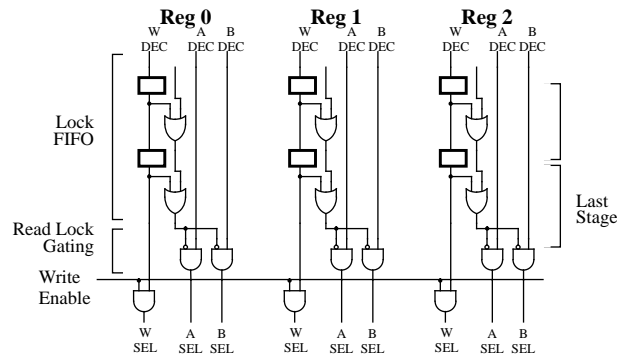 Reg 0 Reg 1 Reg 2
W A B W A B W A B
DEC DEC DEC DEC DEC DEC DEC DEC DEC
Lock
FIFO
Last
Stage
Read Lock
Gating
Write
Enable
W A B W A B W A B
SEL SEL SEL SEL SEL SEL SEL SEL SEL